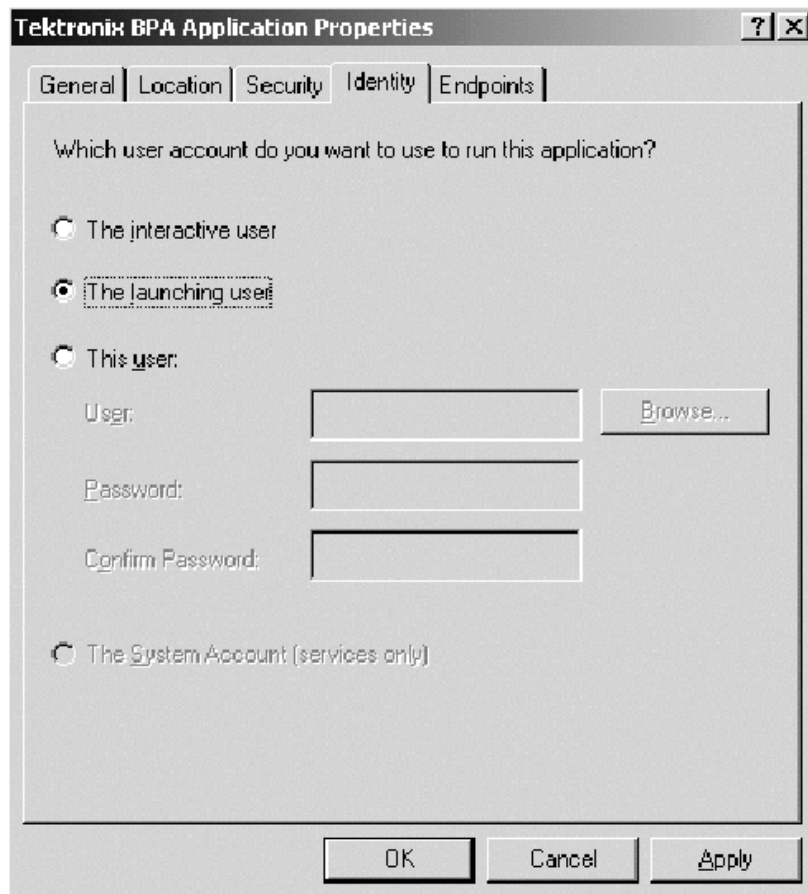 Tektronix BPA Application Properties
General Location Security Identity Endpoints
Which user account do you want to use to run this application?
The interactive user
The launching user
This user:
User: Browse...
Password:
Confirm Password:
The System Account (services only)
OK Cancel Apply